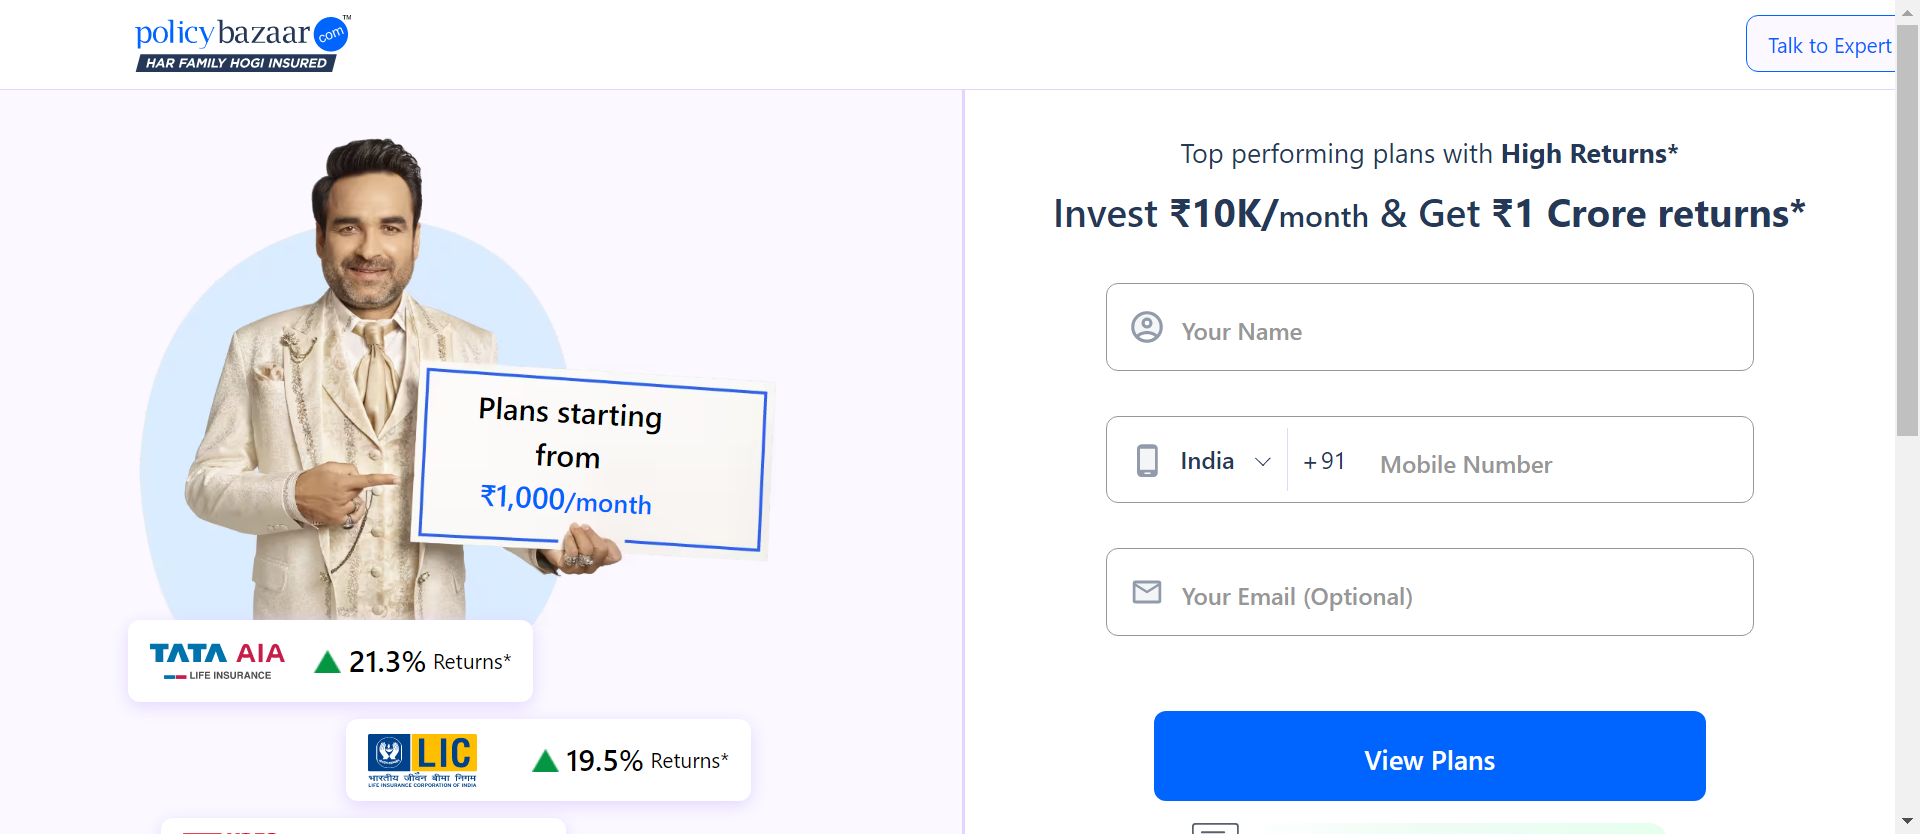 policybazaar com TM
HAR FAMILY HOGI INSURED
Talk to Expert
Plans starting
from
₹1,000/month
TATA AIA
LIFE INSURANCE
21.3% Returns*
LIC
भारतीय जीवन बीमा निगम
LIFE INSURANCE CORPORATION OF INDIA
19.5% Returns*
Top performing plans with High Returns*
Invest ₹10K/month & Get ₹1 Crore returns*
Your Name
India +91 Mobile Number
Your Email (Optional)
View Plans